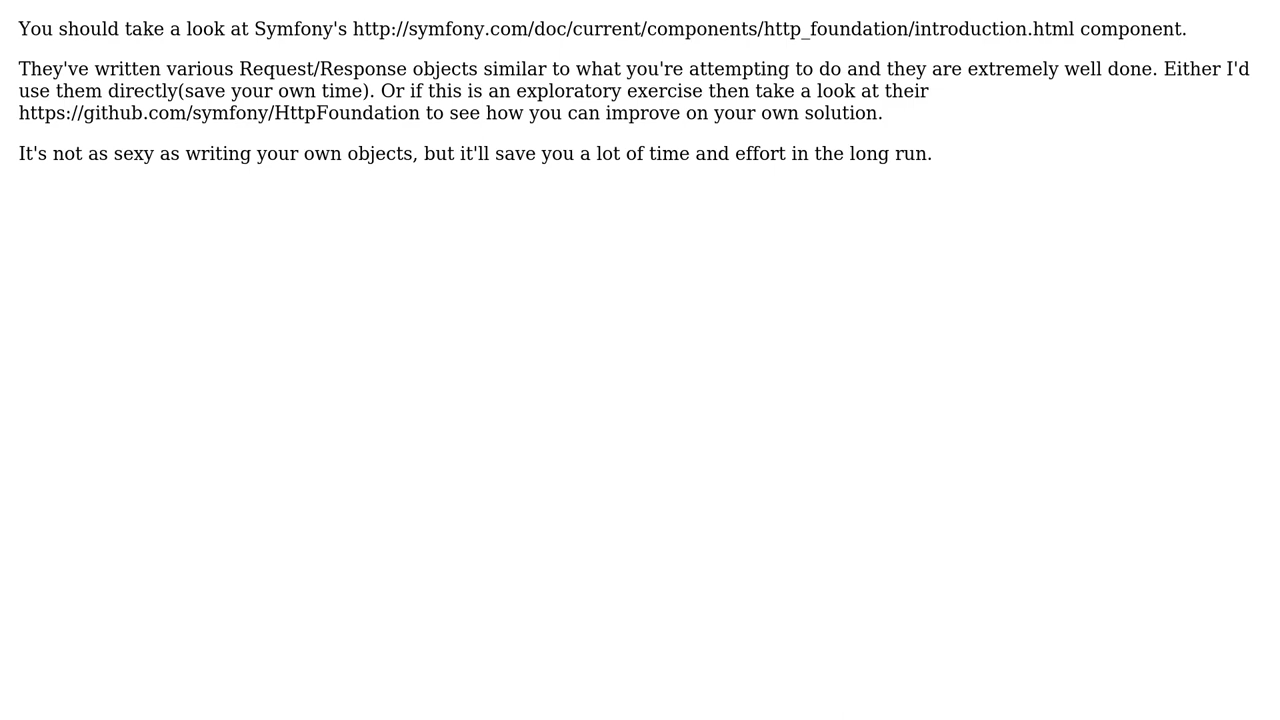 You should take a look at Symfony's http://symfony.com/doc/current/components/http_foundation/introduction.html component.
They've written various Request/Response objects similar to what you're attempting to do and they are extremely well done. Either I'd
use them directly(save your own time). Or if this is an exploratory exercise then take a look at their
https://github.com/symfony/HttpFoundation to see how you can improve on your own solution.
It's not as sexy as writing your own objects, but it'll save you a lot of time and effort in the long run.